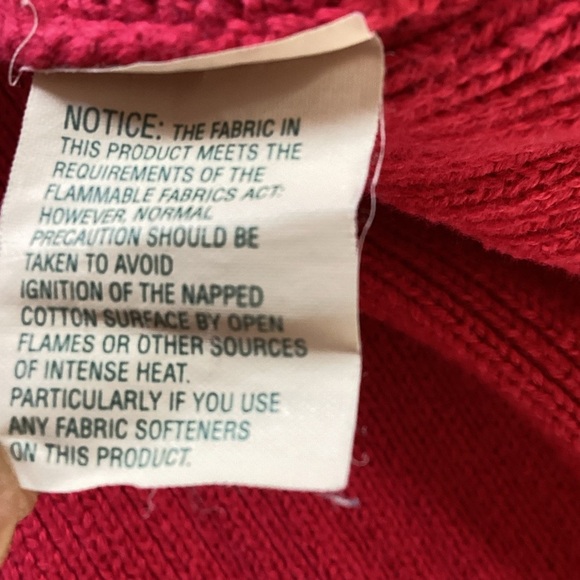 NOTICE: THE FABRIC IN
THIS PRODUCT MEETS THE
REQUIREMENTS OF THE
FLAMMABLE FABRICS ACT:
HOWEVER, NORMAL
PRECAUTION SHOULD BE
TAKEN TO AVOID
IGNITION OF THE NAPPED
COTTON SURFACE BY OPEN
FLAMES OR OTHER SOURCES
OF INTENSE HEAT.
PARTICULARLY IF YOU USE
ANY FABRIC SOFTENERS
ON THIS PRODUCT.